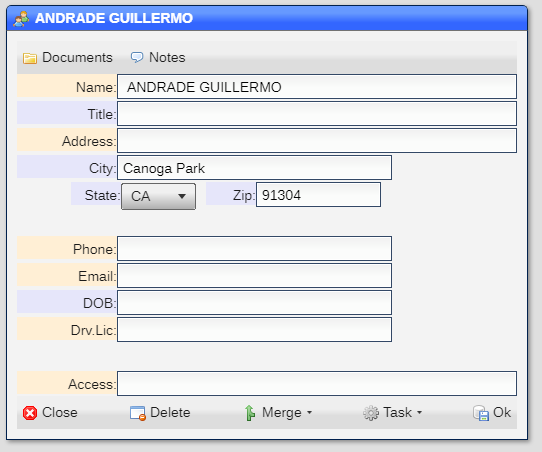 ANDRADE GUILLERMO
Documents Notes
Name: ANDRADE GUILLERMO
Title:
Address:
City: Canoga Park
State: CA Zip: 91304
Phone:
Email:
DOB:
Drv.Lic:
Access:
Close Delete Merge Task Ok